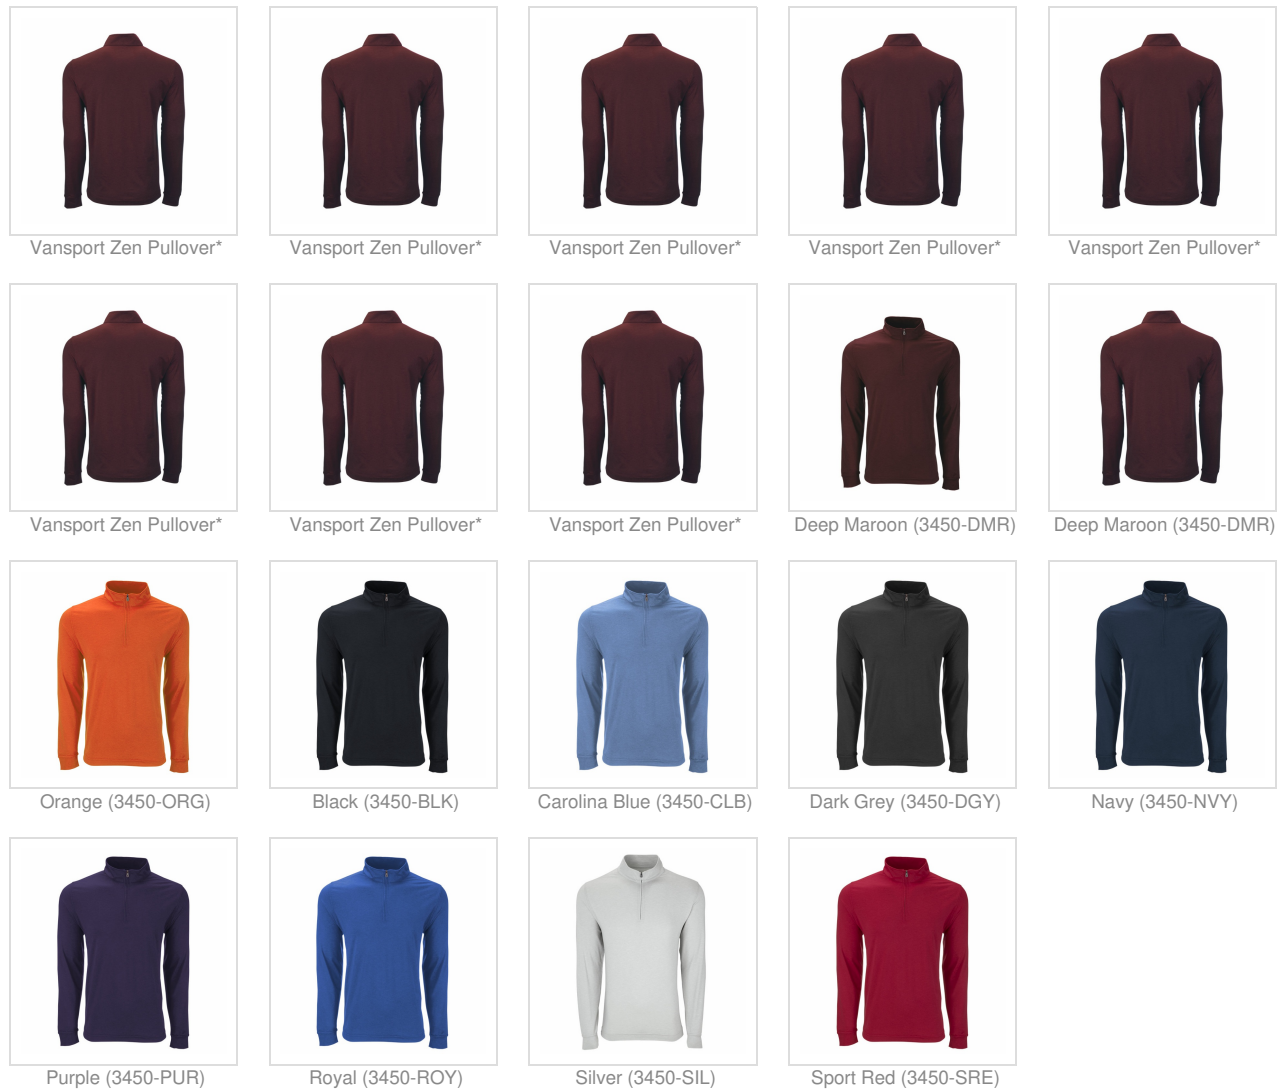 Vansport Zen Pullover*
Vansport Zen Pullover*
Vansport Zen Pullover*
Vansport Zen Pullover*
Vansport Zen Pullover*
Vansport Zen Pullover*
Vansport Zen Pullover*
Vansport Zen Pullover*
Deep Maroon (3450-DMR)
Deep Maroon (3450-DMR)
Orange (3450-ORG)
Black (3450-BLK)
Carolina Blue (3450-CLB)
Dark Grey (3450-DGY)
Navy (3450-NVY)
Purple (3450-PUR)
Royal (3450-ROY)
Silver (3450-SIL)
Sport Red (3450-SRE)